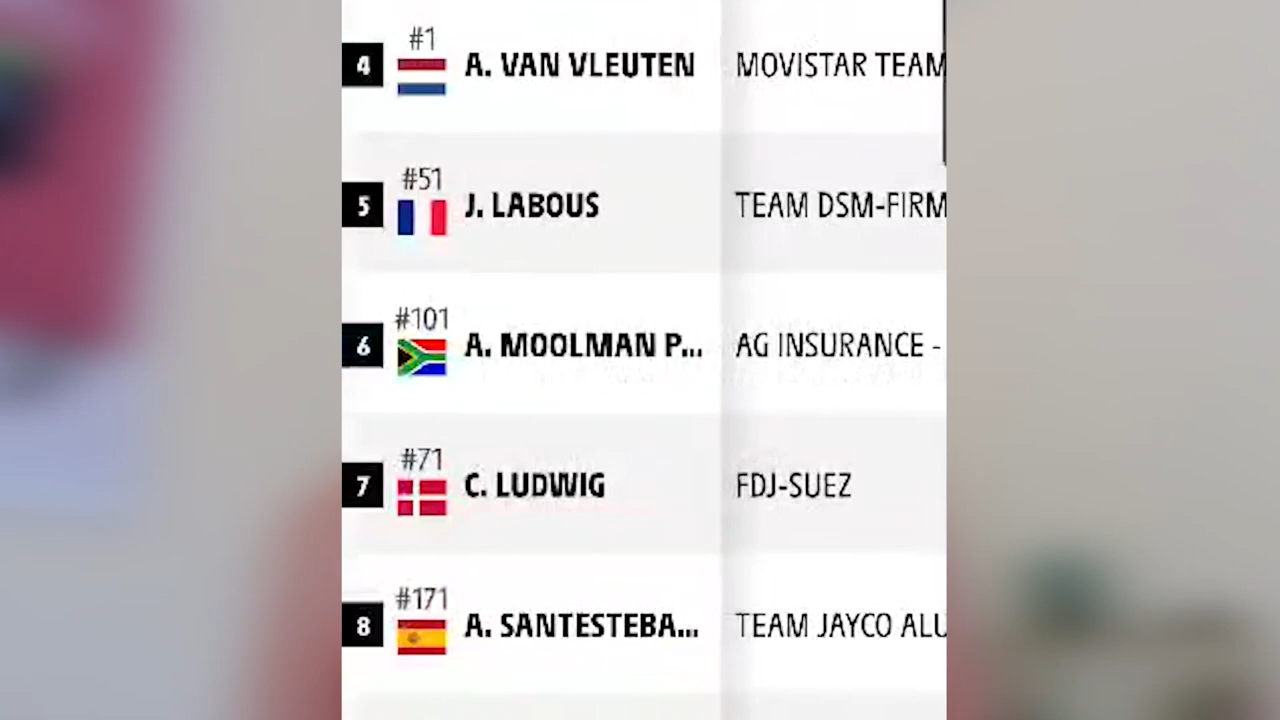 #1
4 A. VAN VLEUTEN MOVISTAR TEAM
#51
5 J. LABOUS TEAM DSM-FIRM
#101
6 A. MOOLMAN P... AG INSURANCE -
#71
7 C. LUDWIG FDJ-SUEZ
#171
8 A. SANTESTEBA... TEAM JAYCO ALU